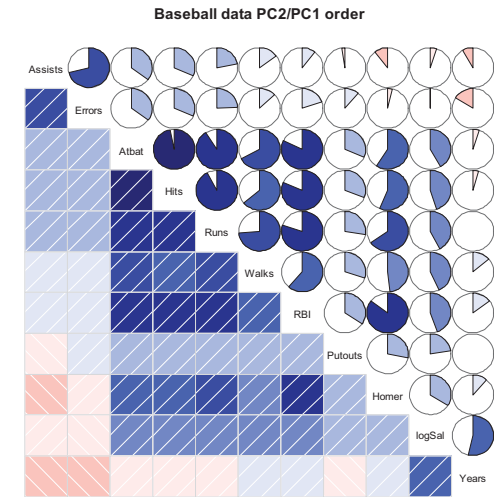 Baseball data PC2/PC1 order
Assists
Errors
Atbat
Hits
Runs
Walks
RBI
Putouts
Homer
logSal
Years